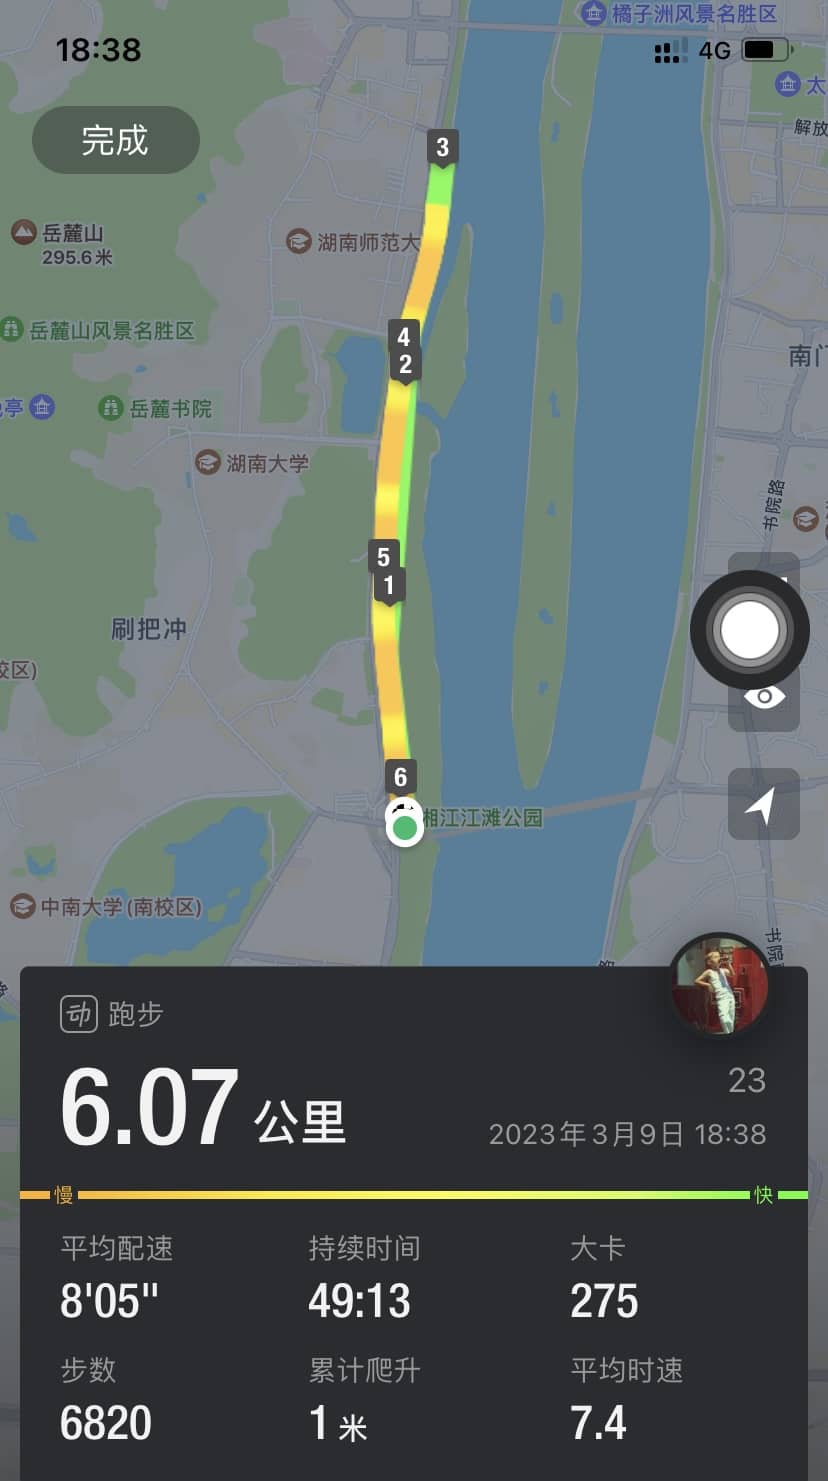 橘子洲风景名胜区
18:38
4G
太
完成
解放
3
岳麓山
295.6米
湖南师范大
岳麓山风景名胜区
4
2
南门
亭
岳麓书院
湖南大学
书院路
5
1
刷把冲
校区)
6
湘江江滩公园
中南大学(南校区)
书院
动 跑步
6.07公里
23
2023年3月9日 18:38
慢 快
平均配速 持续时间 大卡
8'05" 49:13 275
步数 累计爬升 平均时速
6820 1米 7.4